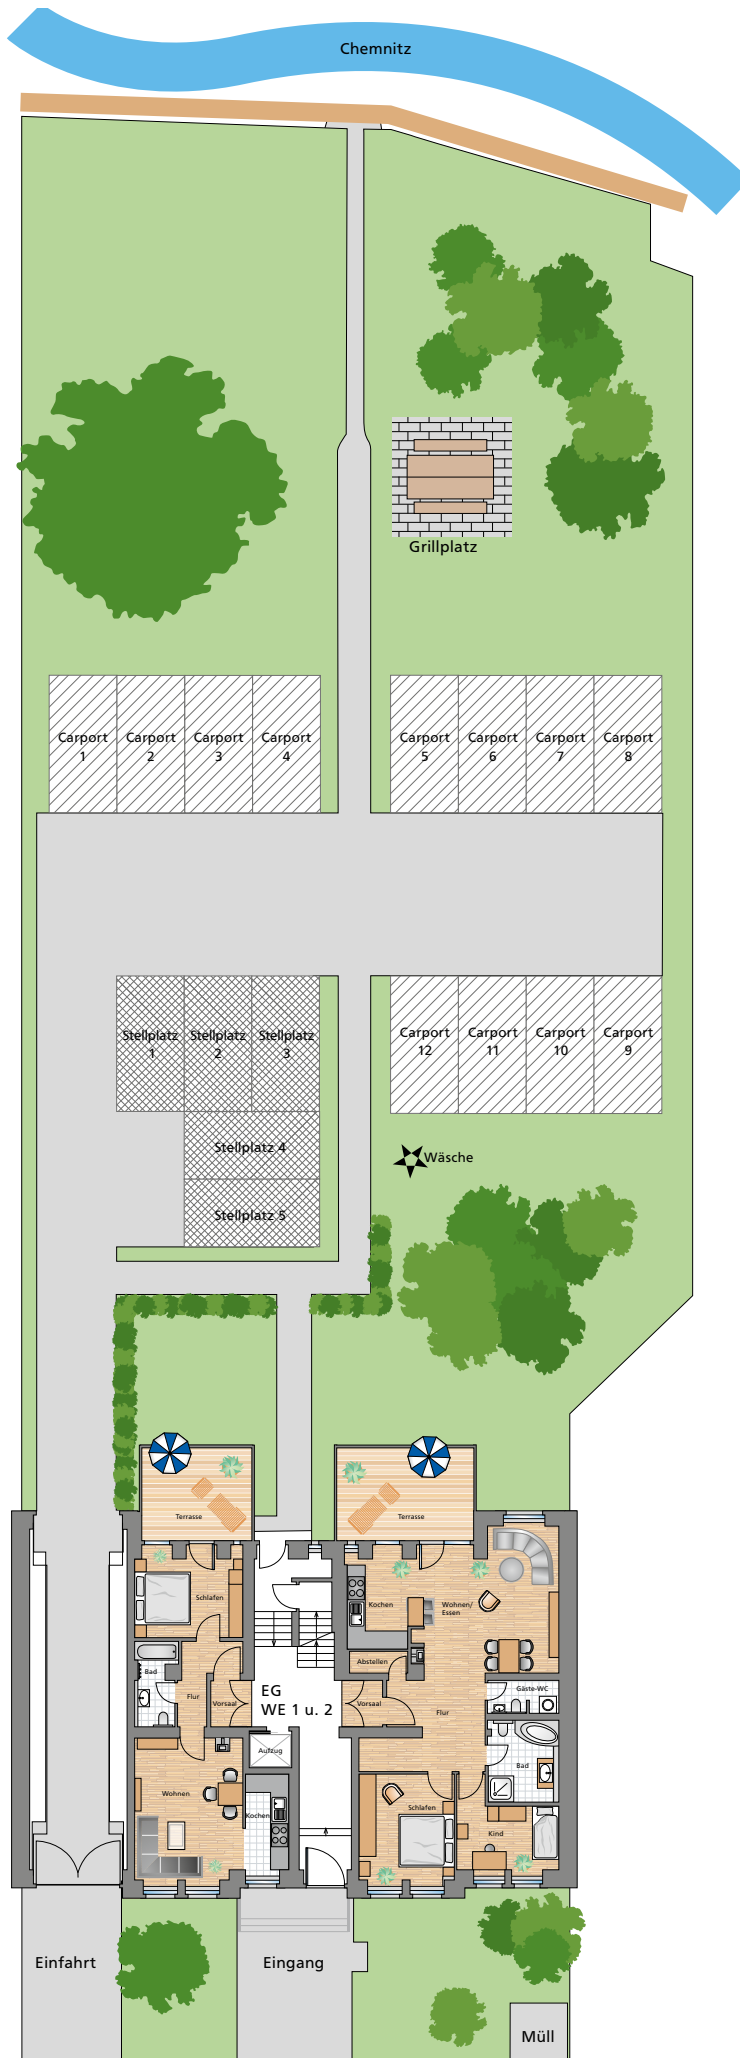 Chemnitz
Grillplatz
Carport
1
Carport
2
Carport
3
Carport
4
Carport
5
Carport
6
Carport
7
Carport
8
Stellplatz
1
Stellplatz
2
Stellplatz
3
Carport
12
Carport
11
Carport
10
Carport
9
Stellplatz 4
Wäsche
Stellplatz 5
Terrasse
Terrasse
Schlafen
Kochen
Wohnen/
Essen
Bad
Abstellen
Flur
Vorsaal
EG
WE 1 u. 2
Vorsaal
Gäste-WC
Flur
Aufzug
Bad
Wohnen
Kochen
Schlafen
Kind
Einfahrt
Eingang
Müll